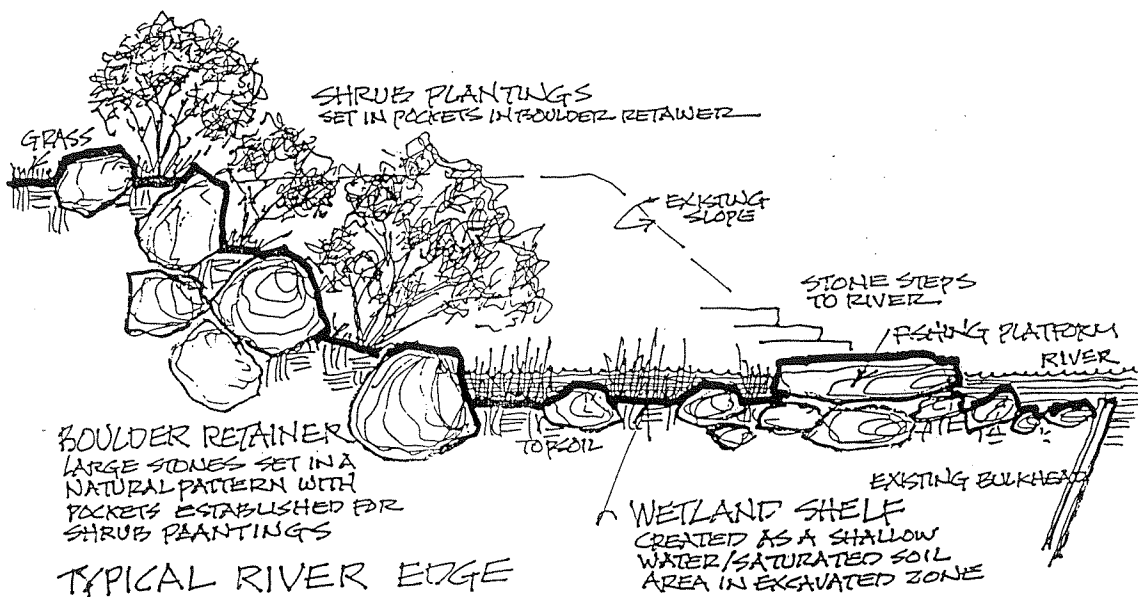 SHRUB PLANTINGS
SET IN POCKETS IN BOULDER RETAINER
GRASS
EXISTING
SLOPE
STONE STEPS
TO RIVER
FISHING PLATFORM
RIVER
BOULDER RETAINER
LARGE STONES SET IN A
NATURAL PATTERN WITH
POCKETS ESTABLISHED FOR
SHRUB PLANTINGS
TOPSOIL
EXISTING BULKHEAD
WETLAND SHELF
CREATED AS A SHALLOW
WATER/SATURATED SOIL
AREA IN EXCAVATED ZONE
TYPICAL RIVER EDGE